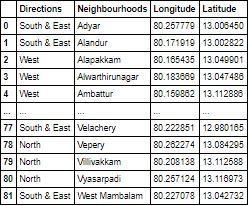 Directions Neighbourhoods Longitude Latitude
0 South & East Adyar 80.257779 13.006450
1 South & East Alandur 80.171919 13.002822
2 West Alapakkam 80.165435 13.049901
3 West Alwarthirunagar 80.183669 13.047486
4 West Ambattur 80.159862 13.112886
... ... ... ... ...
77 South & East Velachery 80.222851 12.980165
78 North Vepery 80.262274 13.084295
79 North Villivakkam 80.208138 13.112588
80 North Vyasarpadi 80.257124 13.116973
81 South & East West Mambalam 80.227078 13.042732